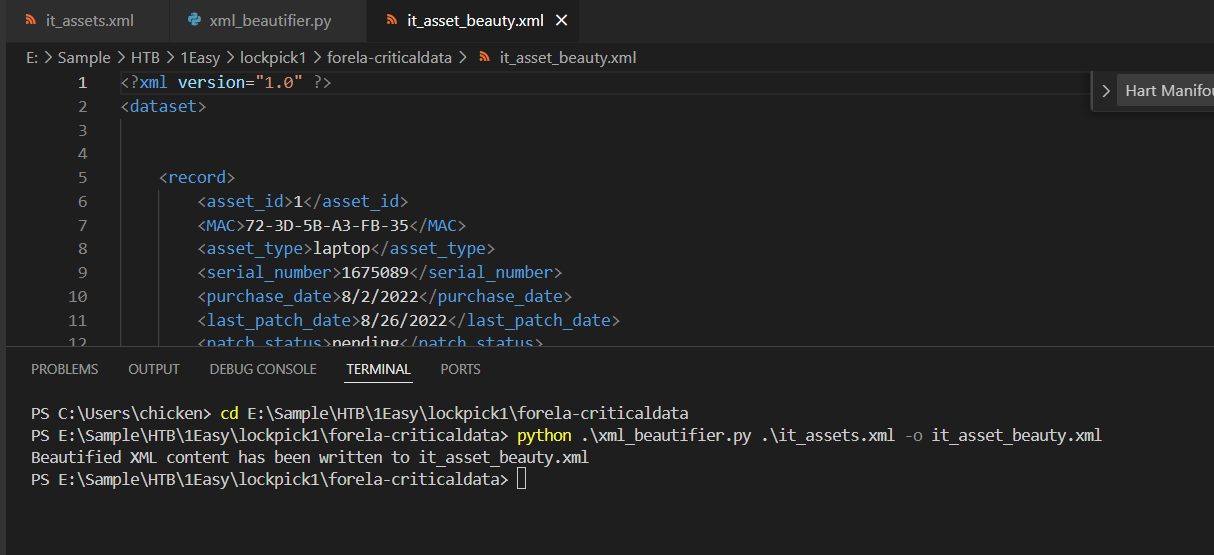 it_assets.xml xml_beautifier.py it_asset_beauty.xml
E: > Sample > HTB > 1Easy > lockpick1 > forela-criticaldata > it_asset_beauty.xml
1 <?xml version="1.0" ?>
2 <dataset>
Hart Manifou
3
4
5 <record>
6 <asset_id>1</asset_id>
7 <MAC>72-3D-5B-A3-FB-35</MAC>
8 <asset_type>laptop</asset_type>
9 <serial_number>1675089</serial_number>
10 <purchase_date>8/2/2022</purchase_date>
11 <last_patch_date>8/26/2022</last_patch_date>
12 <patch_status>pending</patch_status>
PROBLEMS OUTPUT DEBUG CONSOLE TERMINAL PORTS
PS C:\Users\chicken> cd E:\Sample\HTB\1Easy\lockpick1\forela-criticaldata
PS E:\Sample\HTB\1Easy\lockpick1\forela-criticaldata> python .\xml_beautifier.py .\it_assets.xml -o it_asset_beauty.xml
Beautified XML content has been written to it_asset_beauty.xml
PS E:\Sample\HTB\1Easy\lockpick1\forela-criticaldata>